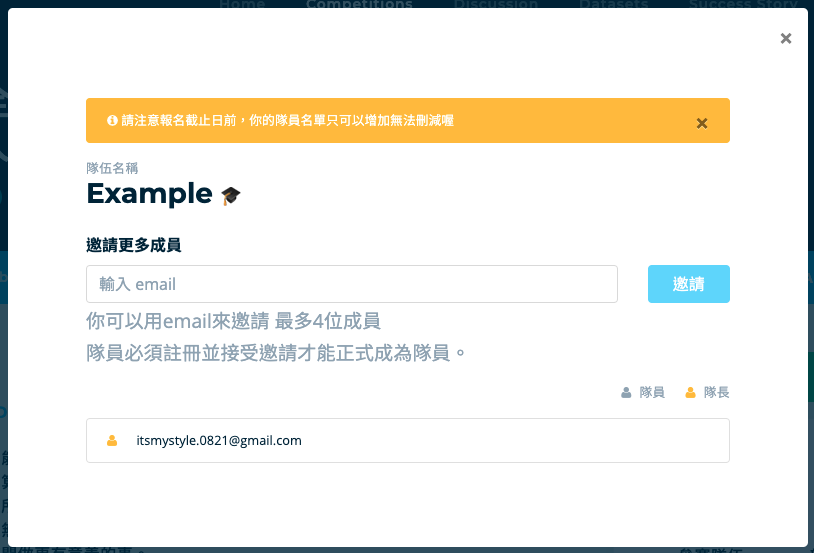 Home Competitions Discussion Datasets Success Story
請注意報名截止日前，你的隊員名單只可以增加無法刪減喔
隊伍名稱
Example
邀請更多成員
輸入 email
邀請
你可以用email來邀請 最多4位成員
隊員必須註冊並接受邀請才能正式成為隊員。
隊員 隊長
itsmystyle.0821@gmail.com